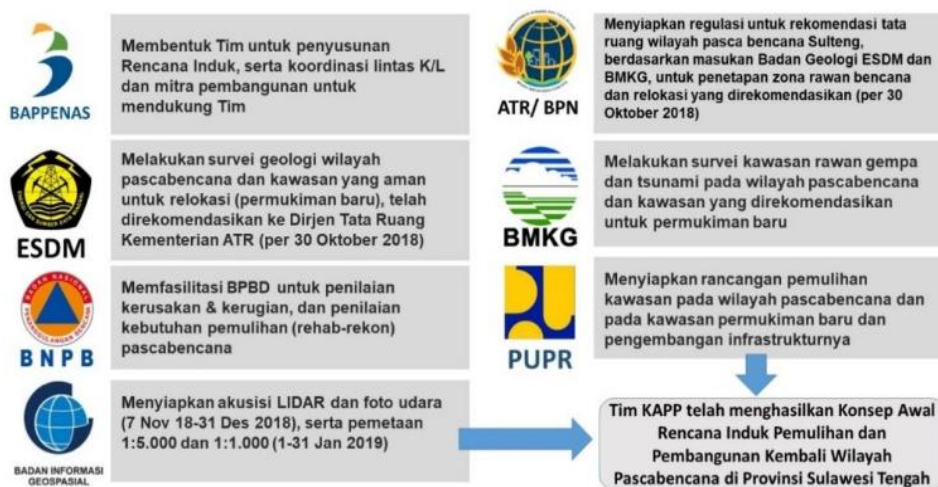 BAPPENAS
Membentuk Tim untuk penyusunan
Rencana Induk, serta koordinasi lintas K/L
dan mitra pembangunan untuk
mendukung Tim
ATR/ BPN
Menyiapkan regulasi untuk rekomendasi tata
ruang wilayah pasca bencana Sulteng,
berdasarkan masukan Badan Geologi ESDM dan
BMKG, untuk penetapan zona rawan bencana
dan relokasi yang direkomendasikan (per 30
Oktober 2018)
ESDM
Melakukan survei geologi wilayah
pascabencana dan kawasan yang aman
untuk relokasi (permukiman baru), telah
direkomendasikan ke Dirjen Tata Ruang
Kementerian ATR (per 30 Oktober 2018)
BMKG
Melakukan survei kawasan rawan gempa
dan tsunami pada wilayah pascabencana
dan kawasan yang direkomendasikan
untuk permukiman baru
BADAN NASIONAL
PENANGGULANGAN BENCANA
BNPB
Memfasilitasi BPBD untuk penilaian
kerusakan & kerugian, dan penilaian
kebutuhan pemulihan (rehab-rekon)
pascabencana
PUPR
Menyiapkan rancangan pemulihan
kawasan pada wilayah pascabencana dan
pada kawasan permukiman baru dan
pengembangan infrastrukturnya
BADAN INFORMASI
GEOSPASIAL
Menyiapkan akusisi LIDAR dan foto udara
(7 Nov 18-31 Des 2018), serta pemetaan
1:5.000 dan 1:1.000 (1-31 Jan 2019)
Tim KAPP telah menghasilkan Konsep Awal
Rencana Induk Pemulihan dan
Pembangunan Kembali Wilayah
Pascabencana di Provinsi Sulawesi Tengah